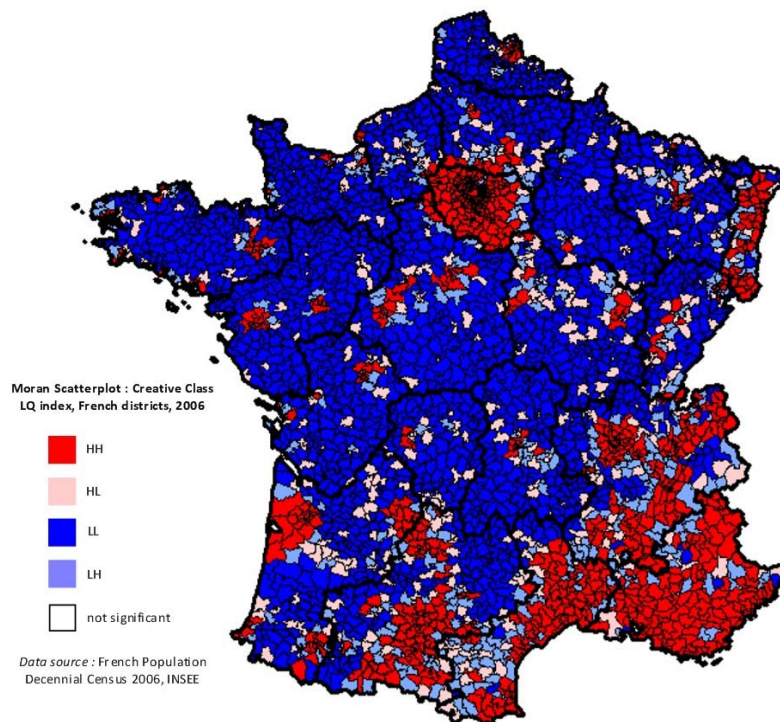 Moran Scatterplot : Creative Class
LQ index, French districts, 2006
HH
HL
LL
LH
not significant
Data source : French Population
Decennial Census 2006, INSEE